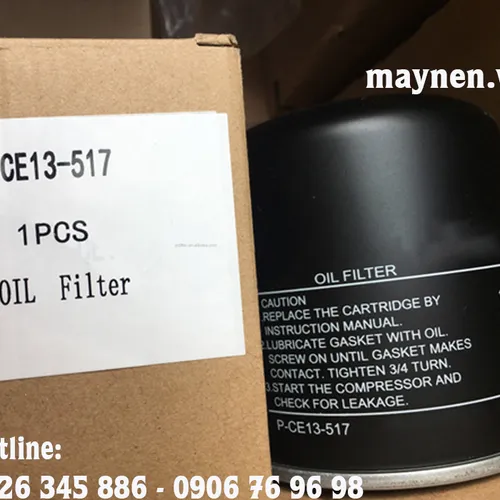 maynen.v
CE13-517
1PCS
OIL Filter
OIL FILTER
CAUTION
1.REPLACE THE CARTRIDGE BY
INSTRUCTION MANUAL.
2.LUBRICATE GASKET WITH OIL.
SCREW ON UNTIL GASKET MAKES
CONTACT. TIGHTEN 3/4 TURN.
3.START THE COMPRESSOR AND
CHECK FOR LEAKAGE.
P-CE13-517
tline:
26 345 886 - 0906 76 96 98